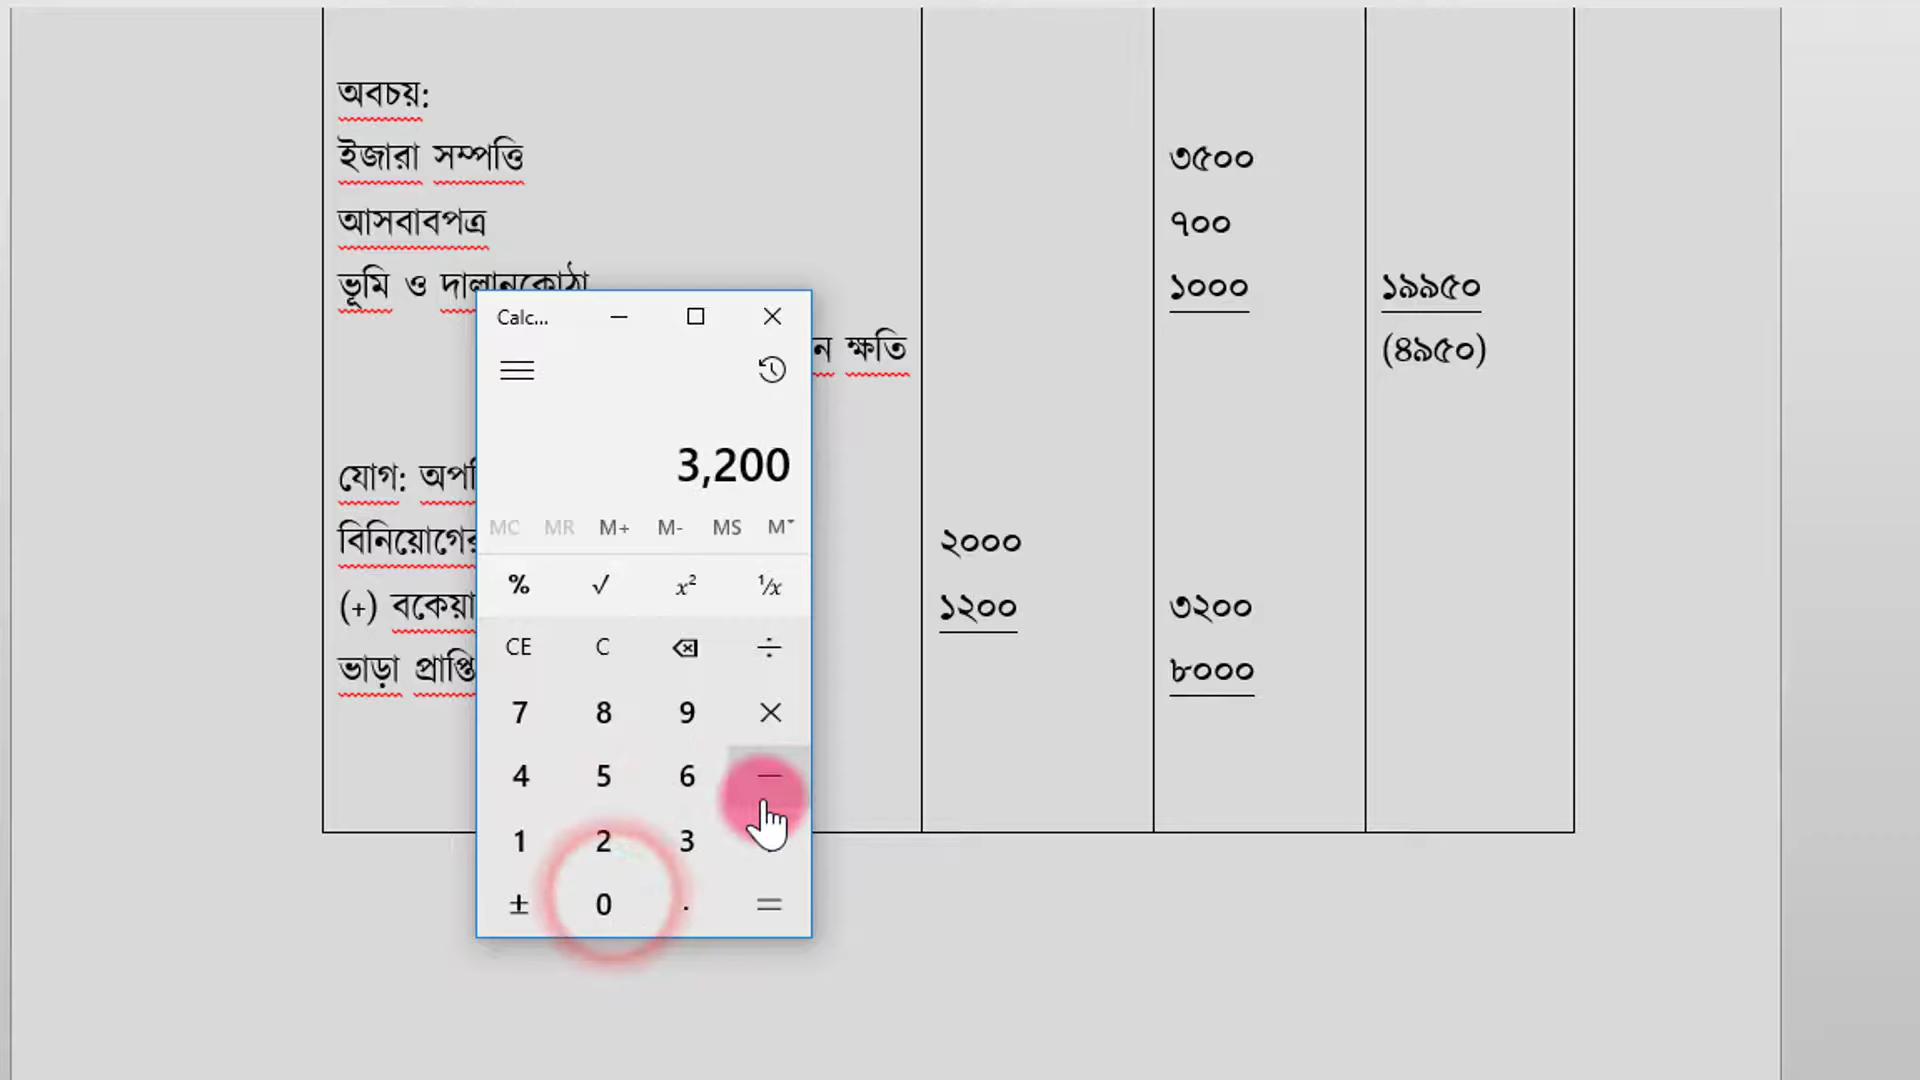 অবচয়:
ইজারা সম্পত্তি ৩৫০০
আসবাবপত্র ৭০০
ভূমি ও দালানকোঠা ১০০০ ১৯৯৫০
ক্ষতি (৪৯৫০)
যোগ:
২০০০
(+) বকেয়া ১২০০ ৩২০০
ভাড়া প্রাপ্তি ৮০০০
Calc...
3,200
MC MR M+ M- MS M˅
% √ x² ¹/x
CE C ÷
7 8 9 ×
4 5 6 −
1 2 3
± 0 . =